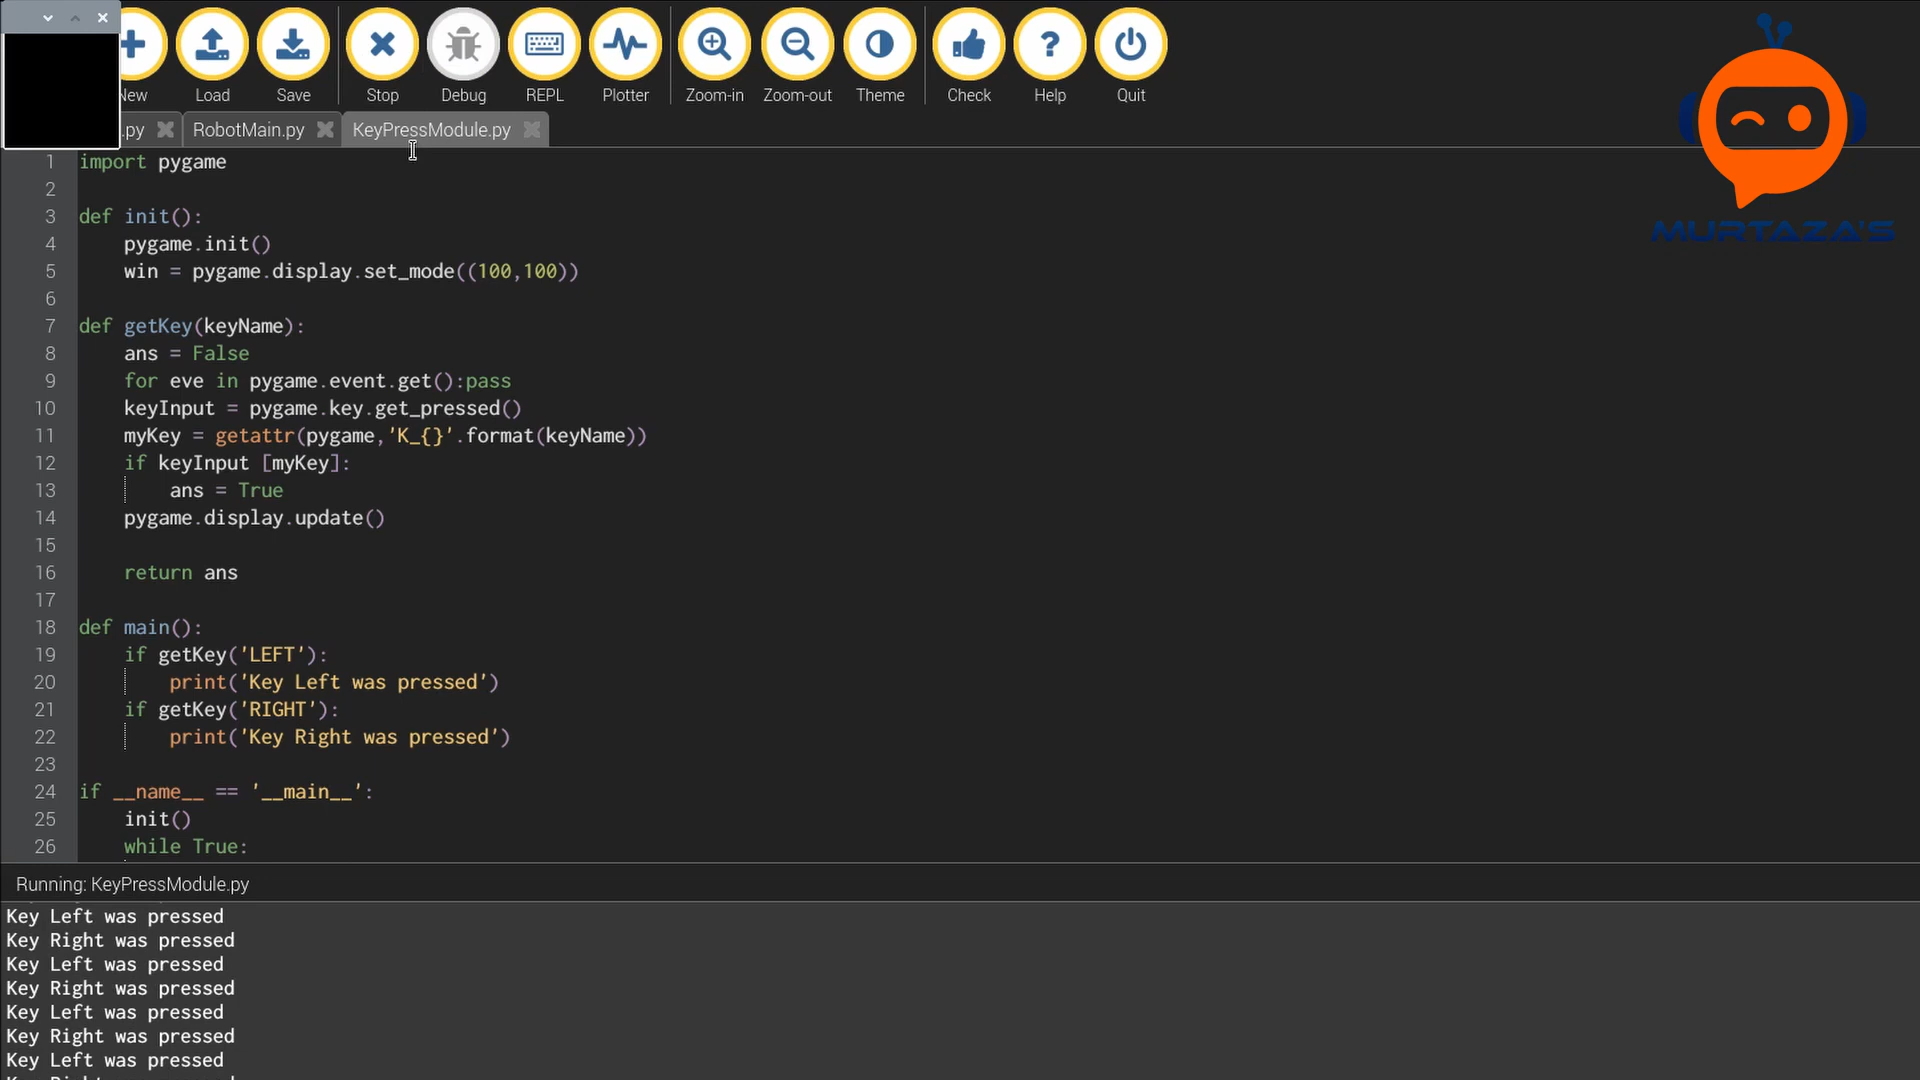 New
Load
Save
Stop
Debug
REPL
Plotter
Zoom-in
Zoom-out
Theme
Check
?
Help
Quit
.py
RobotMain.py
KeyPressModule.py
MURTAZA'S
1 import pygame
2
3 def init():
4     pygame.init()
5     win = pygame.display.set_mode((100,100))
6
7 def getKey(keyName):
8     ans = False
9     for eve in pygame.event.get():pass
10     keyInput = pygame.key.get_pressed()
11     myKey = getattr(pygame,'K_{}'.format(keyName))
12     if keyInput [myKey]:
13         ans = True
14     pygame.display.update()
15
16     return ans
17
18 def main():
19     if getKey('LEFT'):
20         print('Key Left was pressed')
21     if getKey('RIGHT'):
22         print('Key Right was pressed')
23
24 if __name__ == '__main__':
25     init()
26     while True:
Running: KeyPressModule.py
Key Left was pressed
Key Right was pressed
Key Left was pressed
Key Right was pressed
Key Left was pressed
Key Right was pressed
Key Left was pressed